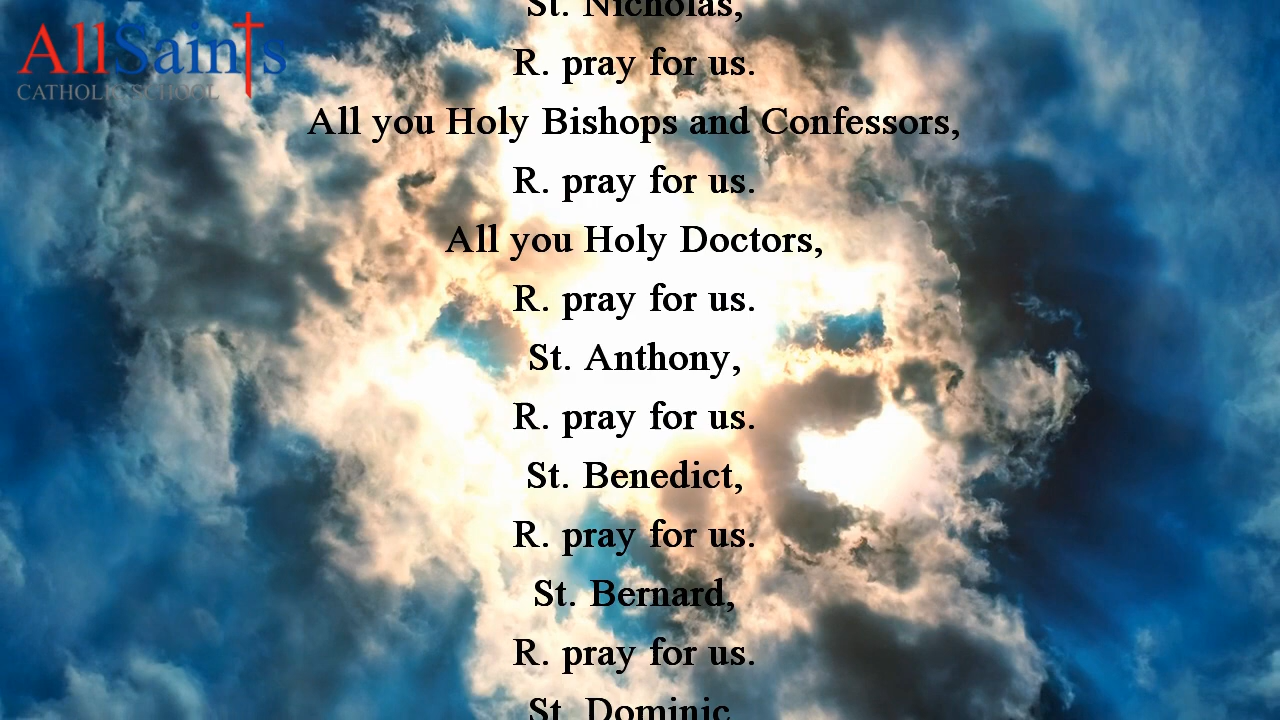 AllSaints
CATHOLIC SCHOOL
St. Nicholas,
R. pray for us.
All you Holy Bishops and Confessors,
R. pray for us.
All you Holy Doctors,
R. pray for us.
St. Anthony,
R. pray for us.
St. Benedict,
R. pray for us.
St. Bernard,
R. pray for us.
St. Dominic